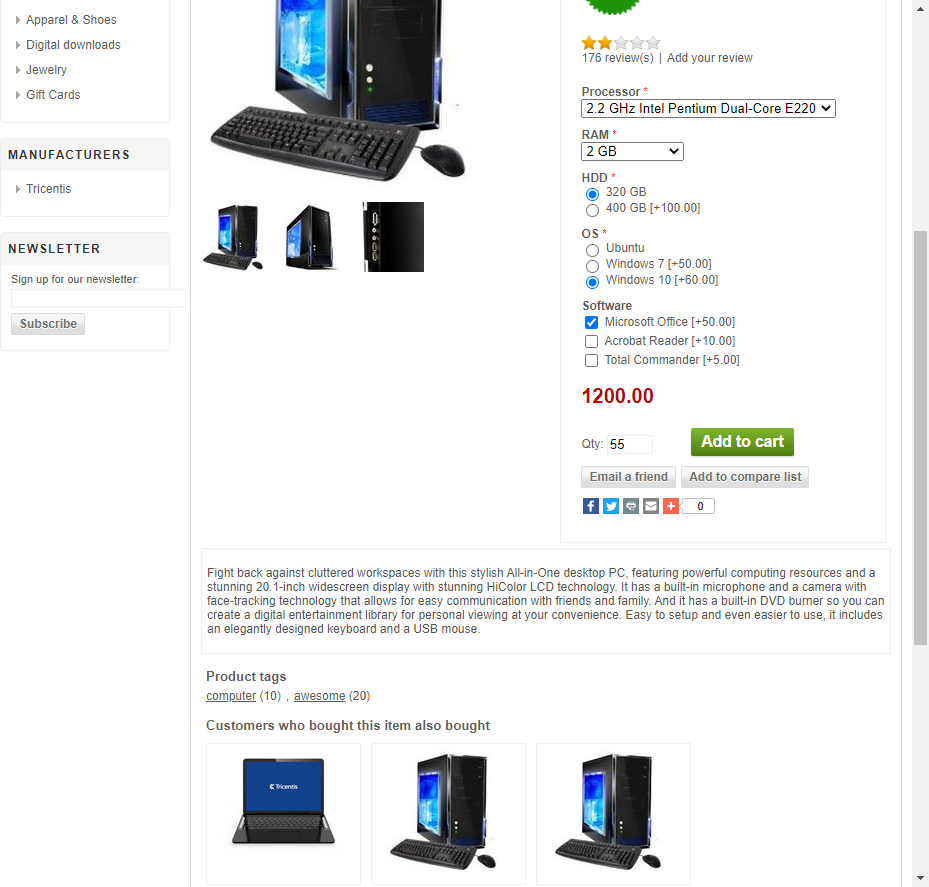 Apparel & Shoes
Digital downloads
Jewelry
Gift Cards
MANUFACTURERS
Tricentis
NEWSLETTER
Sign up for our newsletter:
Subscribe
176 review(s) | Add your review
Processor *
2.2 GHz Intel Pentium Dual-Core E220
RAM *
2 GB
HDD *
320 GB
400 GB [+100.00]
OS *
Ubuntu
Windows 7 [+50.00]
Windows 10 [+60.00]
Software
Microsoft Office [+50.00]
Acrobat Reader [+10.00]
Total Commander [+5.00]
1200.00
Qty: 55 Add to cart
Email a friend Add to compare list
0
Fight back against cluttered workspaces with this stylish All-in-One desktop PC, featuring powerful computing resources and a
stunning 20.1-inch widescreen display with stunning HiColor LCD technology. It has a built-in microphone and a camera with
face-tracking technology that allows for easy communication with friends and family. And it has a built-in DVD burner so you can
create a digital entertainment library for personal viewing at your convenience. Easy to setup and even easier to use, it includes
an elegantly designed keyboard and a USB mouse.
Product tags
computer (10) , awesome (20)
Customers who bought this item also bought
Tricentis